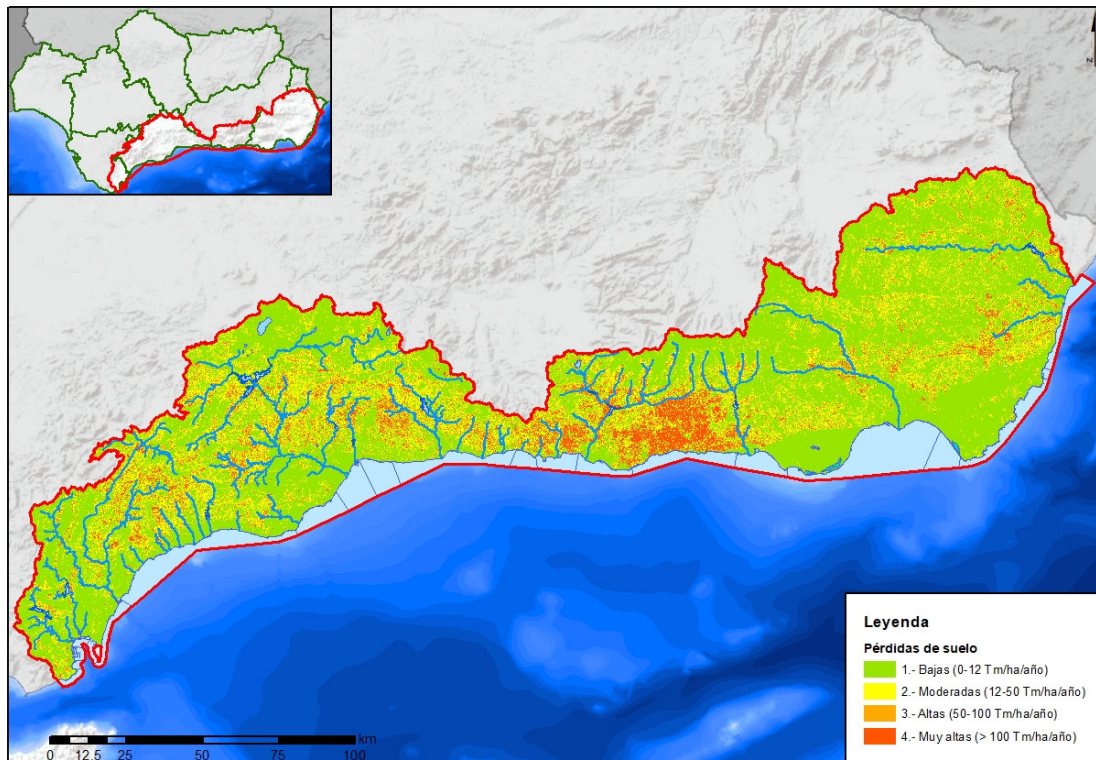 N
Leyenda
Pérdidas de suelo
1.- Bajas (0-12 Tm/ha/año)
2.- Moderadas (12-50 Tm/ha/año)
3.- Altas (50-100 Tm/ha/año)
4.- Muy altas (> 100 Tm/ha/año)
km
0 12,5 25 50 75 100